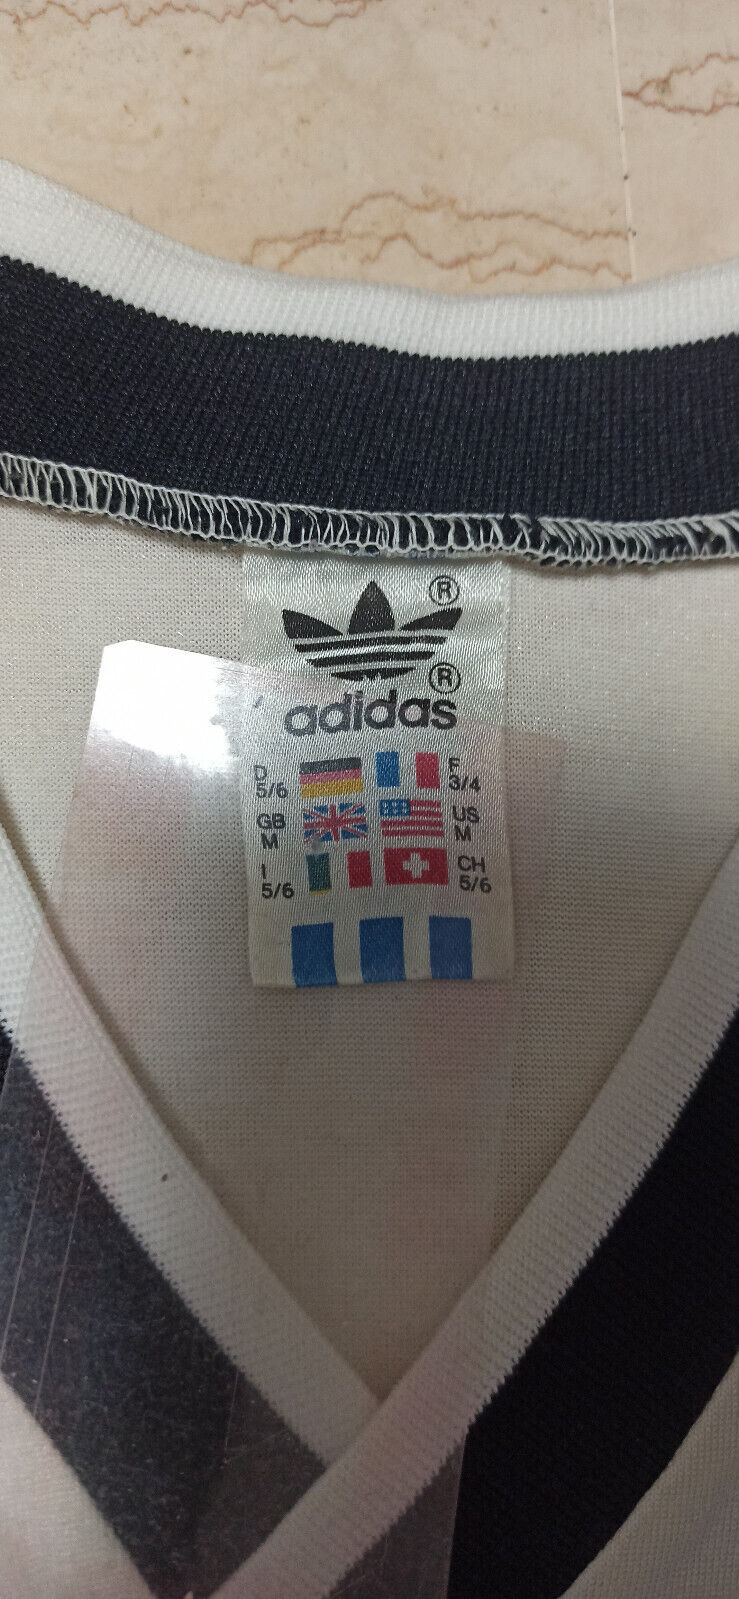 ®
®
adidas
D F
5/6 3/4
GB US
M M
I CH
5/6 5/6